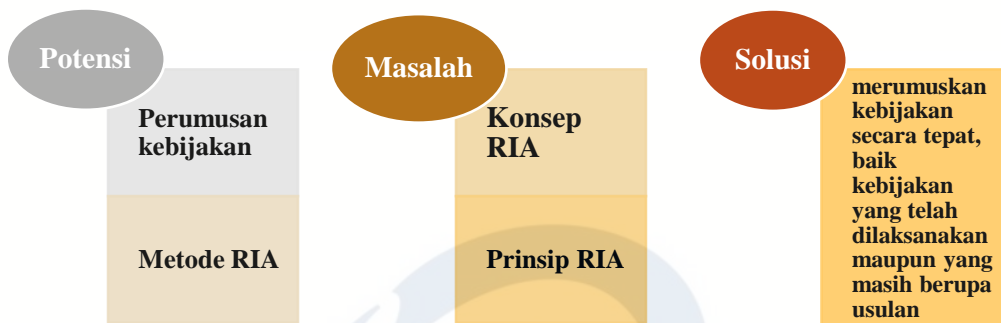 Potensi
Perumusan
kebijakan
Metode RIA
Masalah
Konsep
RIA
Prinsip RIA
Solusi
merumuskan
kebijakan
secara tepat,
baik
kebijakan
yang telah
dilaksanakan
maupun yang
masih berupa
usulan